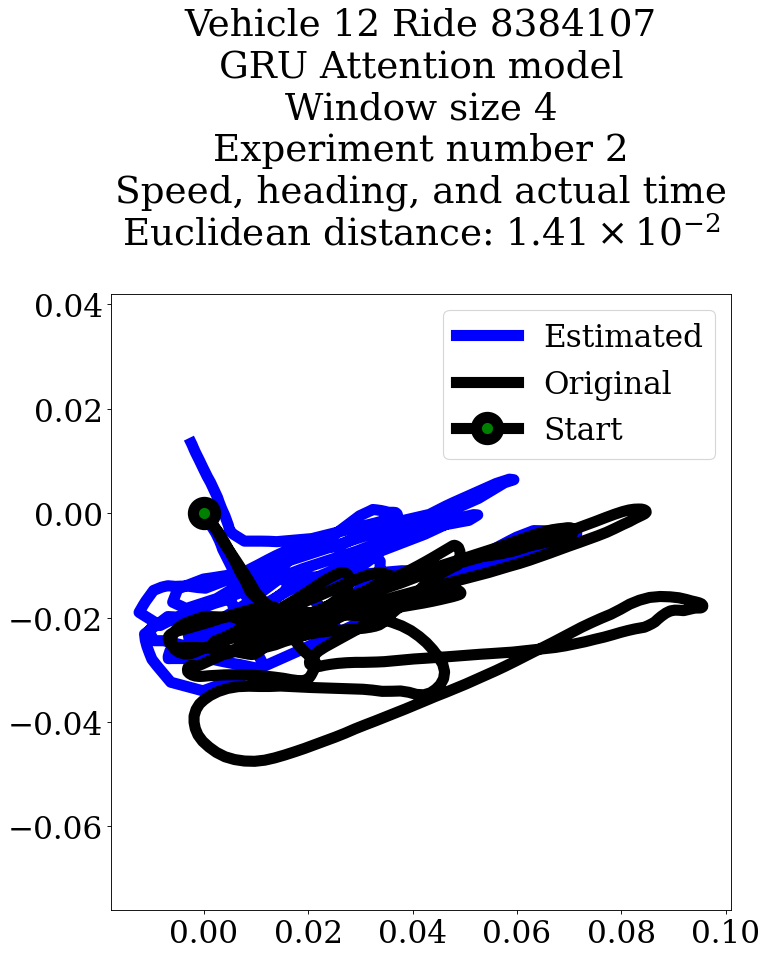 Vehicle 12 Ride 8384107
GRU Attention model
Window size 4
Experiment number 2
Speed, heading, and actual time
Euclidean distance: 1.41 × 10⁻²
Estimated
Original
Start
0.04
0.02
0.00
−0.02
−0.04
−0.06
0.00 0.02 0.04 0.06 0.08 0.10